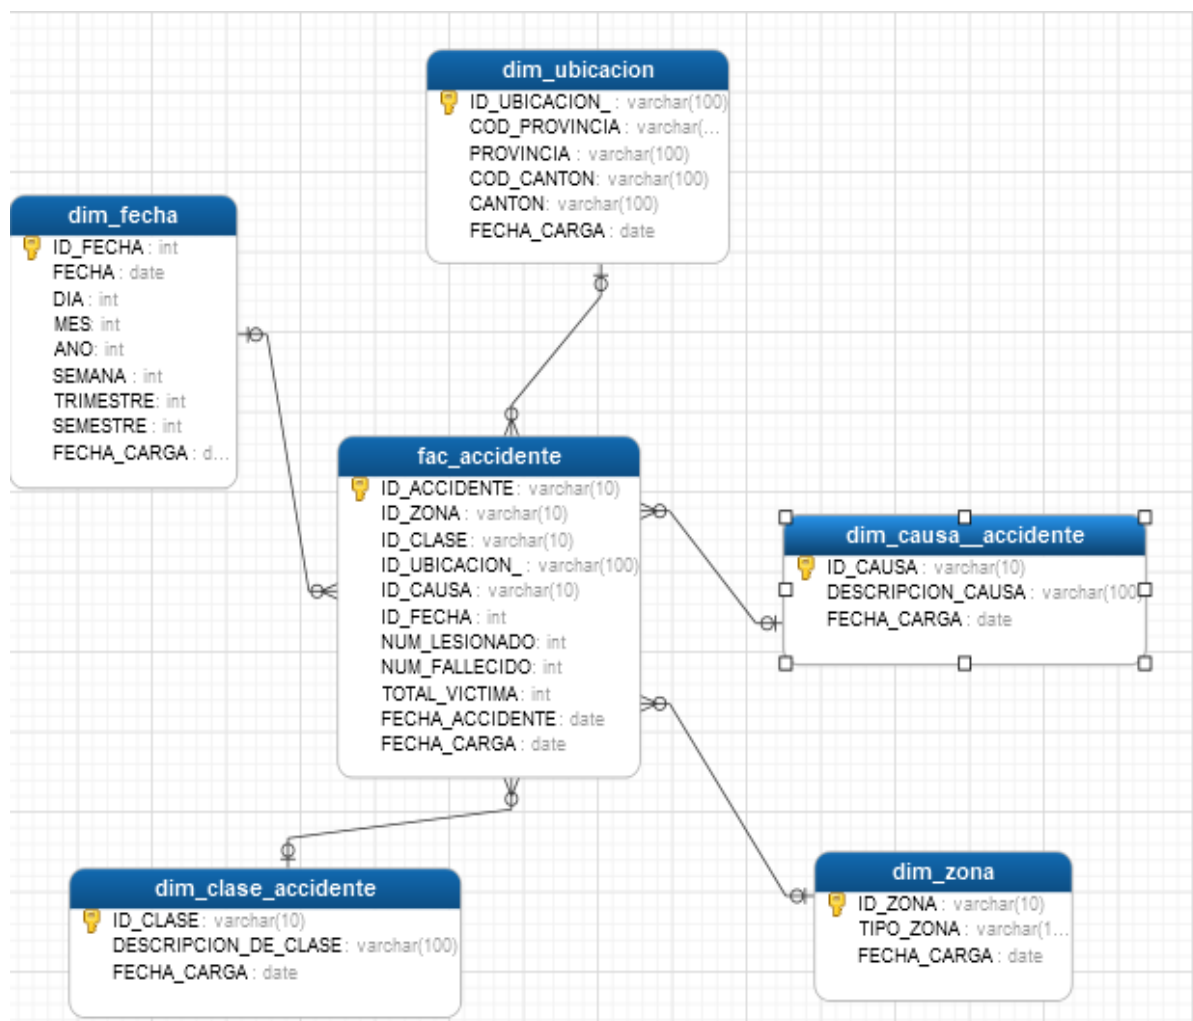 dim_ubicacion
ID_UBICACION_ : varchar(100)
COD_PROVINCIA : varchar(...
PROVINCIA : varchar(100)
COD_CANTON: varchar(100)
CANTON: varchar(100)
FECHA_CARGA : date
dim_fecha
ID_FECHA : int
FECHA : date
DIA : int
MES: int
ANO: int
SEMANA : int
TRIMESTRE: int
SEMESTRE : int
FECHA_CARGA : d...
fac_accidente
ID_ACCIDENTE: varchar(10)
ID_ZONA : varchar(10)
ID_CLASE: varchar(10)
ID_UBICACION_ : varchar(100)
ID_CAUSA : varchar(10)
ID_FECHA : int
NUM_LESIONADO: int
NUM_FALLECIDO: int
TOTAL_VICTIMA : int
FECHA_ACCIDENTE : date
FECHA_CARGA : date
dim_causa__accidente
ID_CAUSA : varchar(10)
DESCRIPCION_CAUSA : varchar(100)
FECHA_CARGA : date
dim_clase_accidente
ID_CLASE : varchar(10)
DESCRIPCION_DE_CLASE: varchar(100)
FECHA_CARGA : date
dim_zona
ID_ZONA : varchar(10)
TIPO_ZONA : varchar(1...
FECHA_CARGA : date